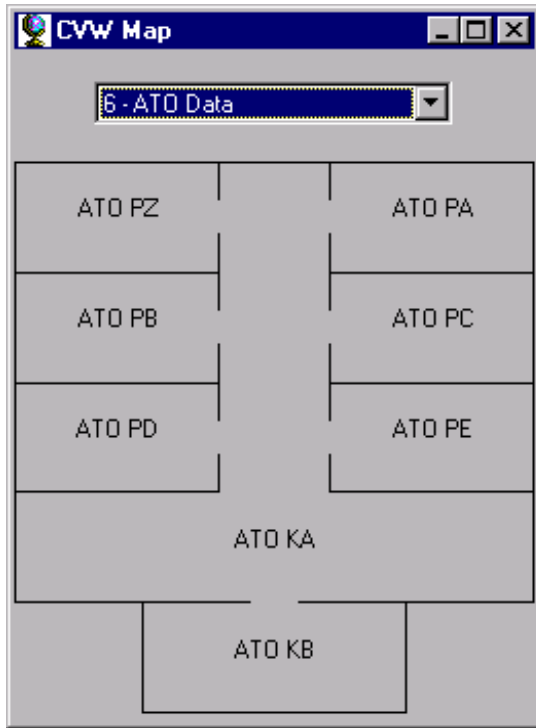 CVW Map
6 - ATO Data
ATO PZ ATO PA
ATO PB ATO PC
ATO PD ATO PE
ATO KA
ATO KB